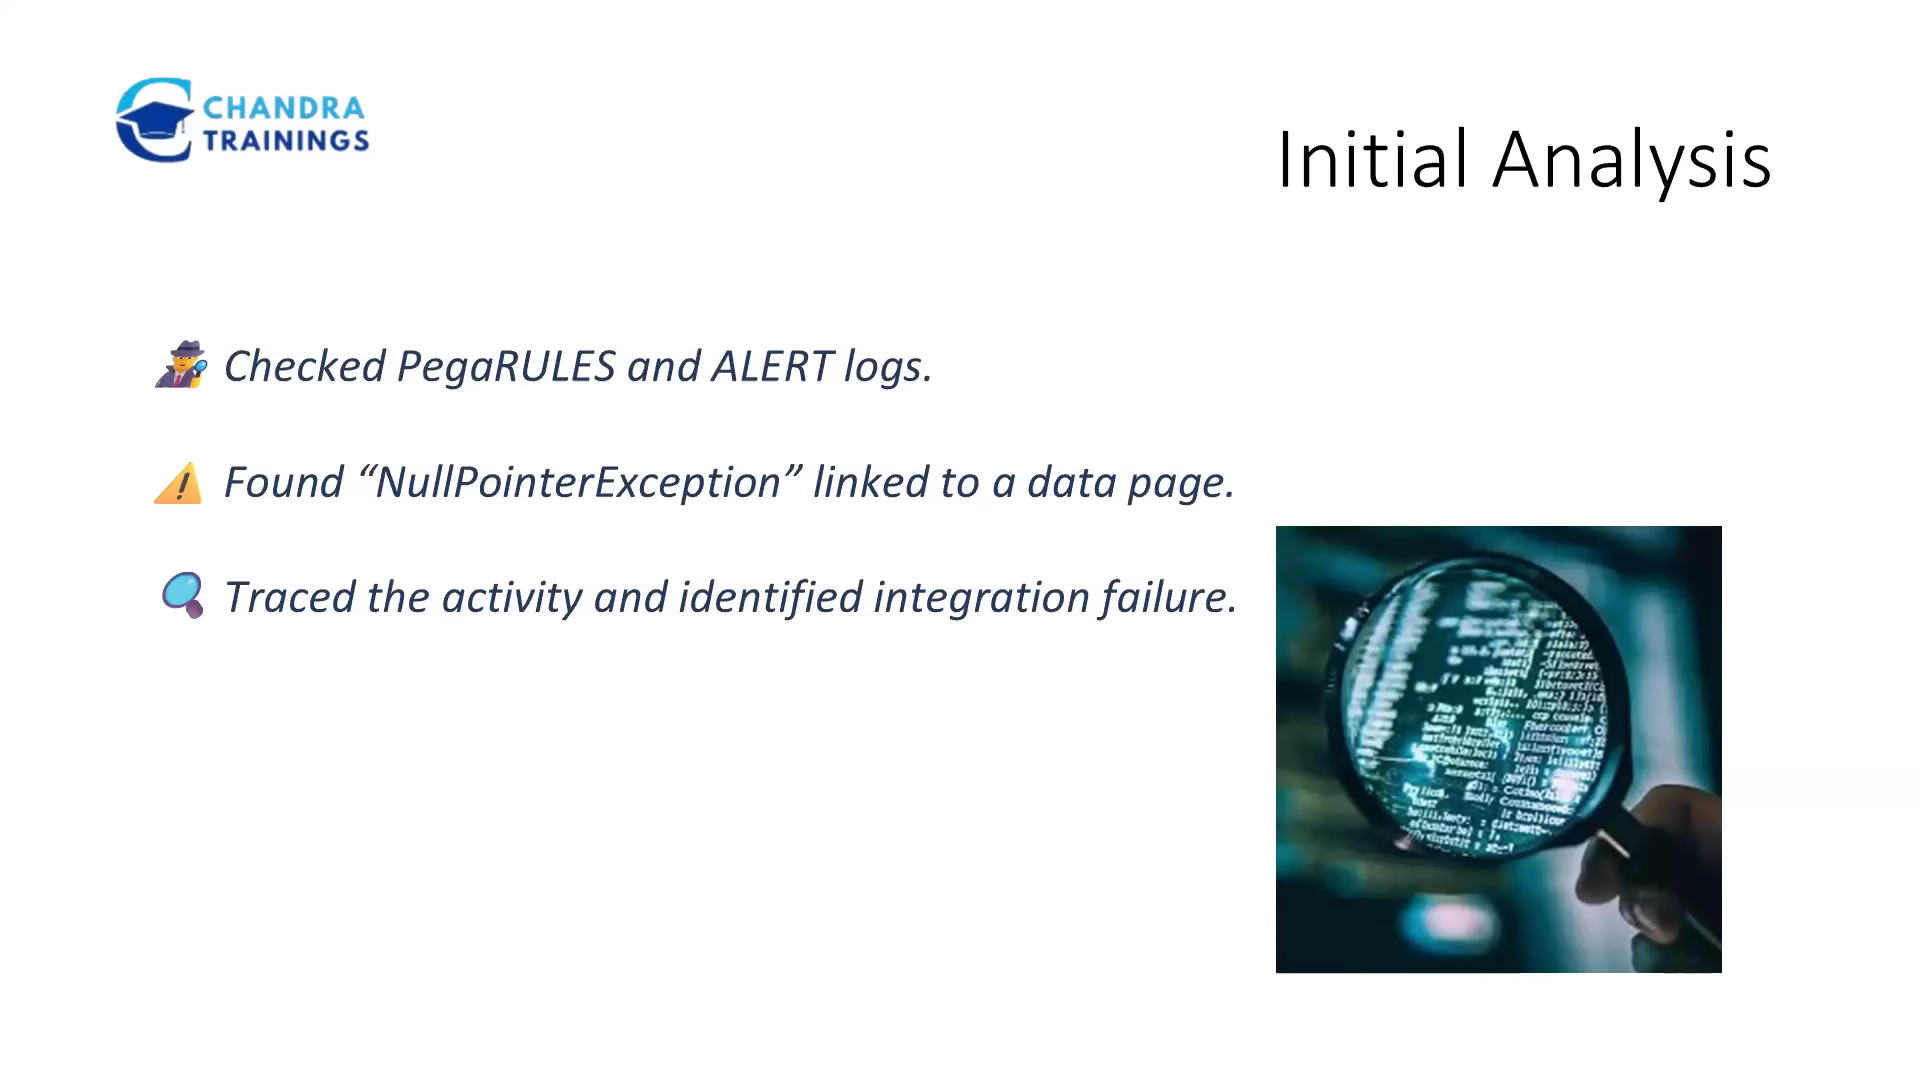 CHANDRA
TRAININGS
Initial Analysis
Checked PegaRULES and ALERT logs.
Found “NullPointerException” linked to a data page.
Traced the activity and identified integration failure.